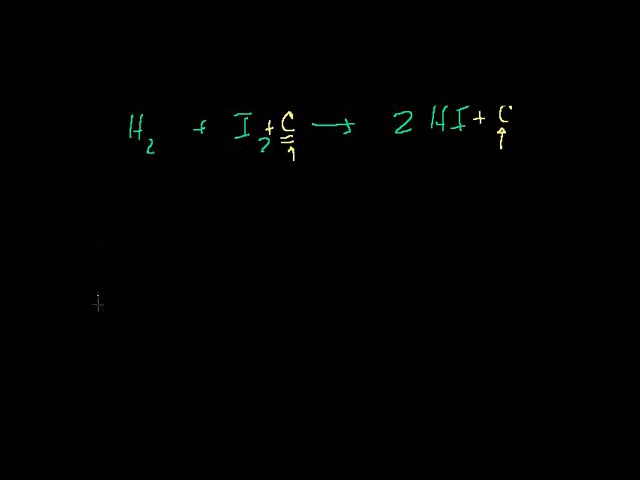 H₂ + I₂ + C → 2 HI + C